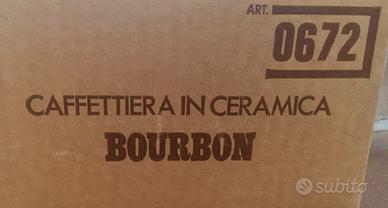 ART.
0672
CAFFETTIERA IN CERAMICA
BOURBON
subito